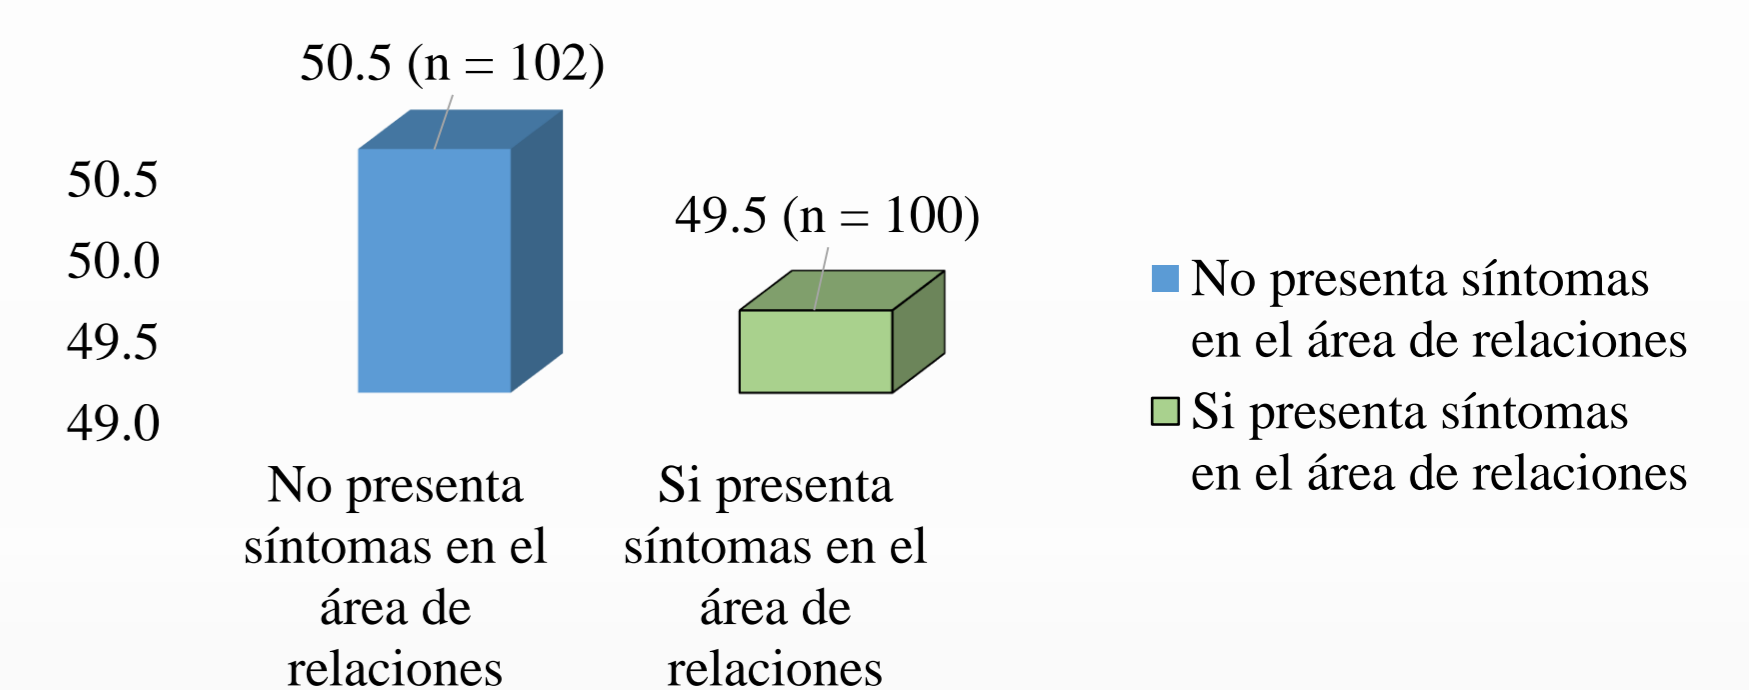 50.5 (n = 102)
49.5 (n = 100)
50.5
50.0
49.5
49.0
No presenta
síntomas en el
área de
relaciones
Si presenta
síntomas en el
área de
relaciones
No presenta síntomas
en el área de relaciones
Si presenta síntomas
en el área de relaciones